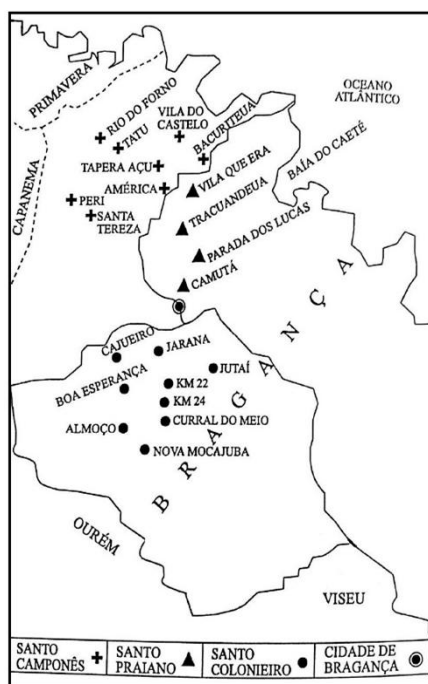 OCEANO
ATLÂNTICO
PRIMAVERA
RIO DO FORNO
TATU
VILA DO
CASTELO
BACURITEUA
BAÍA DO CAETÉ
TAPERA AÇU
VILA QUE ERA
CAPANEMA
AMÉRICA
PERI
SANTA
TEREZA
TRACUANDEUA
PARADA DOS LUCAS
CAMUTÁ
BRAGANÇA
CAJUEIRO
JARANA
JUTAÍ
BOA ESPERANÇA
KM 22
KM 24
ALMOÇO
CURRAL DO MEIO
NOVA MOCAJUBA
OURÉM
VISEU
SANTO
CAMPONÊS
SANTO
PRAIANO
SANTO
COLONIEIRO
CIDADE DE
BRAGANÇA